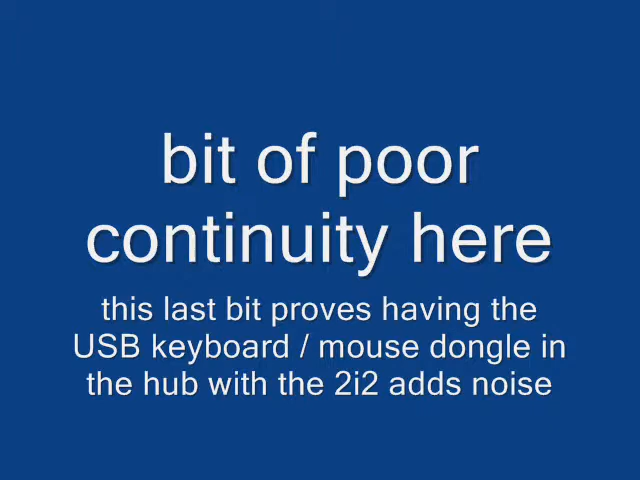 bit of poor
continuity here
this last bit proves having the
USB keyboard / mouse dongle in
the hub with the 2i2 adds noise